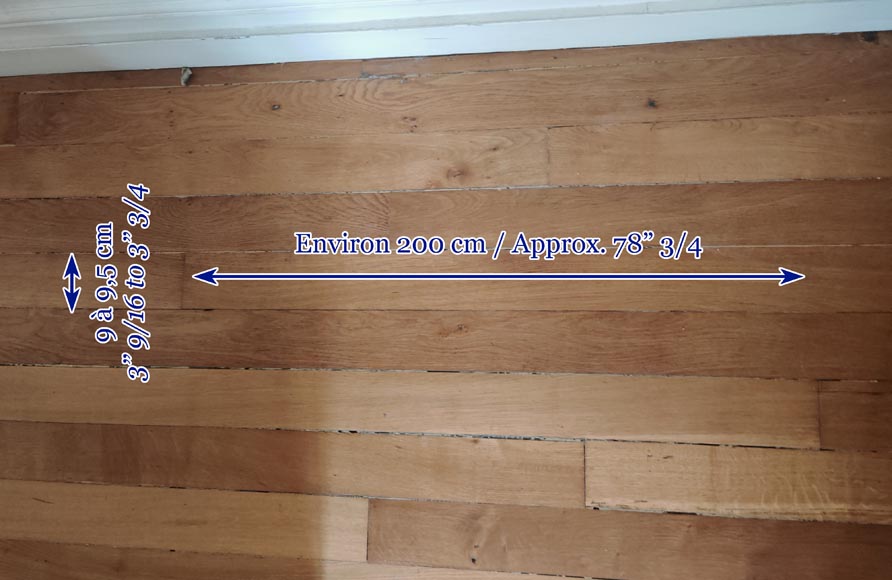 Environ 200 cm / Approx. 78” 3/4
9 à 9,5 cm
3” 9/16 to 3” 3/4